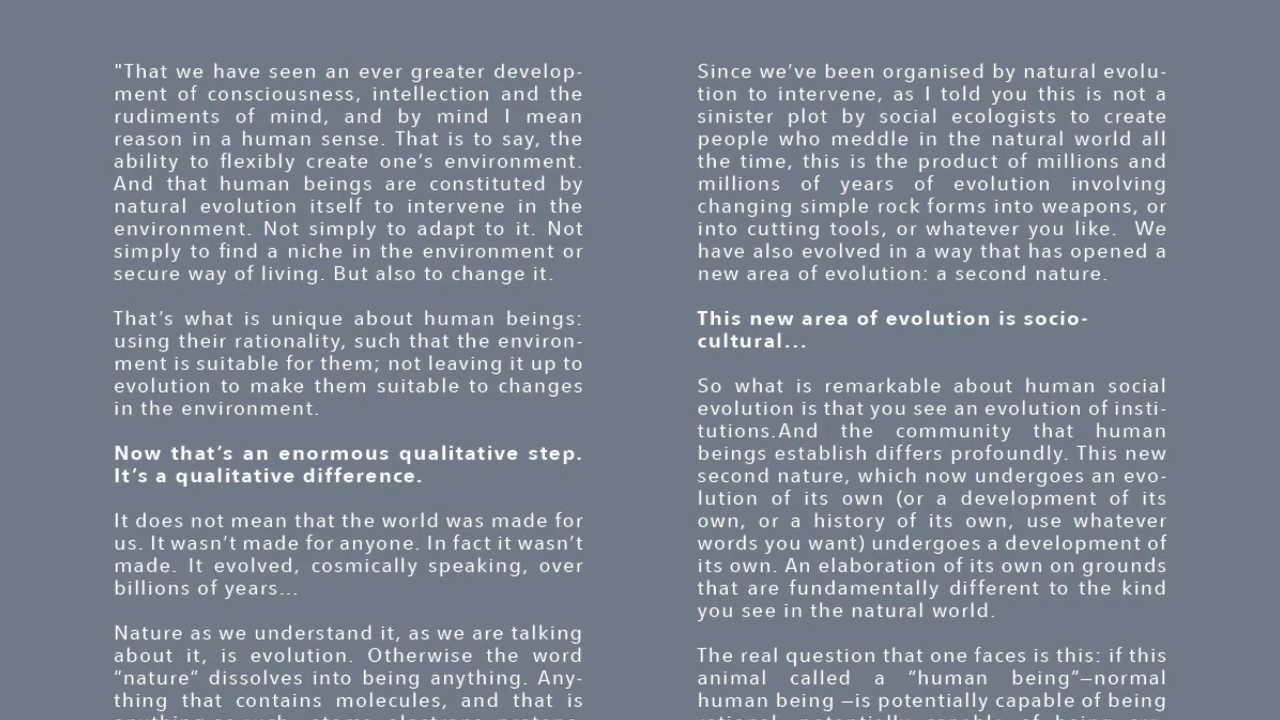 "That we have seen an ever greater develop-
ment of consciousness, intellection and the
rudiments of mind, and by mind I mean
reason in a human sense. That is to say, the
ability to flexibly create one’s environment.
And that human beings are constituted by
natural evolution itself to intervene in the
environment. Not simply to adapt to it. Not
simply to find a niche in the environment or
secure way of living. But also to change it.
That’s what is unique about human beings:
using their rationality, such that the environ-
ment is suitable for them; not leaving it up to
evolution to make them suitable to changes
in the environment.
Now that’s an enormous qualitative step.
It’s a qualitative difference.
It does not mean that the world was made for
us. It wasn’t made for anyone. In fact it wasn’t
made. It evolved, cosmically speaking, over
billions of years...
Nature as we understand it, as we are talking
about it, is evolution. Otherwise the word
“nature” dissolves into being anything. Any-
thing that contains molecules, and that is
Since we’ve been organised by natural evolu-
tion to intervene, as I told you this is not a
sinister plot by social ecologists to create
people who meddle in the natural world all
the time, this is the product of millions and
millions of years of evolution involving
changing simple rock forms into weapons, or
into cutting tools, or whatever you like. We
have also evolved in a way that has opened a
new area of evolution: a second nature.
This new area of evolution is socio-
cultural...
So what is remarkable about human social
evolution is that you see an evolution of insti-
tutions.And the community that human
beings establish differs profoundly. This new
second nature, which now undergoes an evo-
lution of its own (or a development of its
own, or a history of its own, use whatever
words you want) undergoes a development of
its own. An elaboration of its own on grounds
that are fundamentally different to the kind
you see in the natural world.
The real question that one faces is this: if this
animal called a “human being”—normal
human being —is potentially capable of being